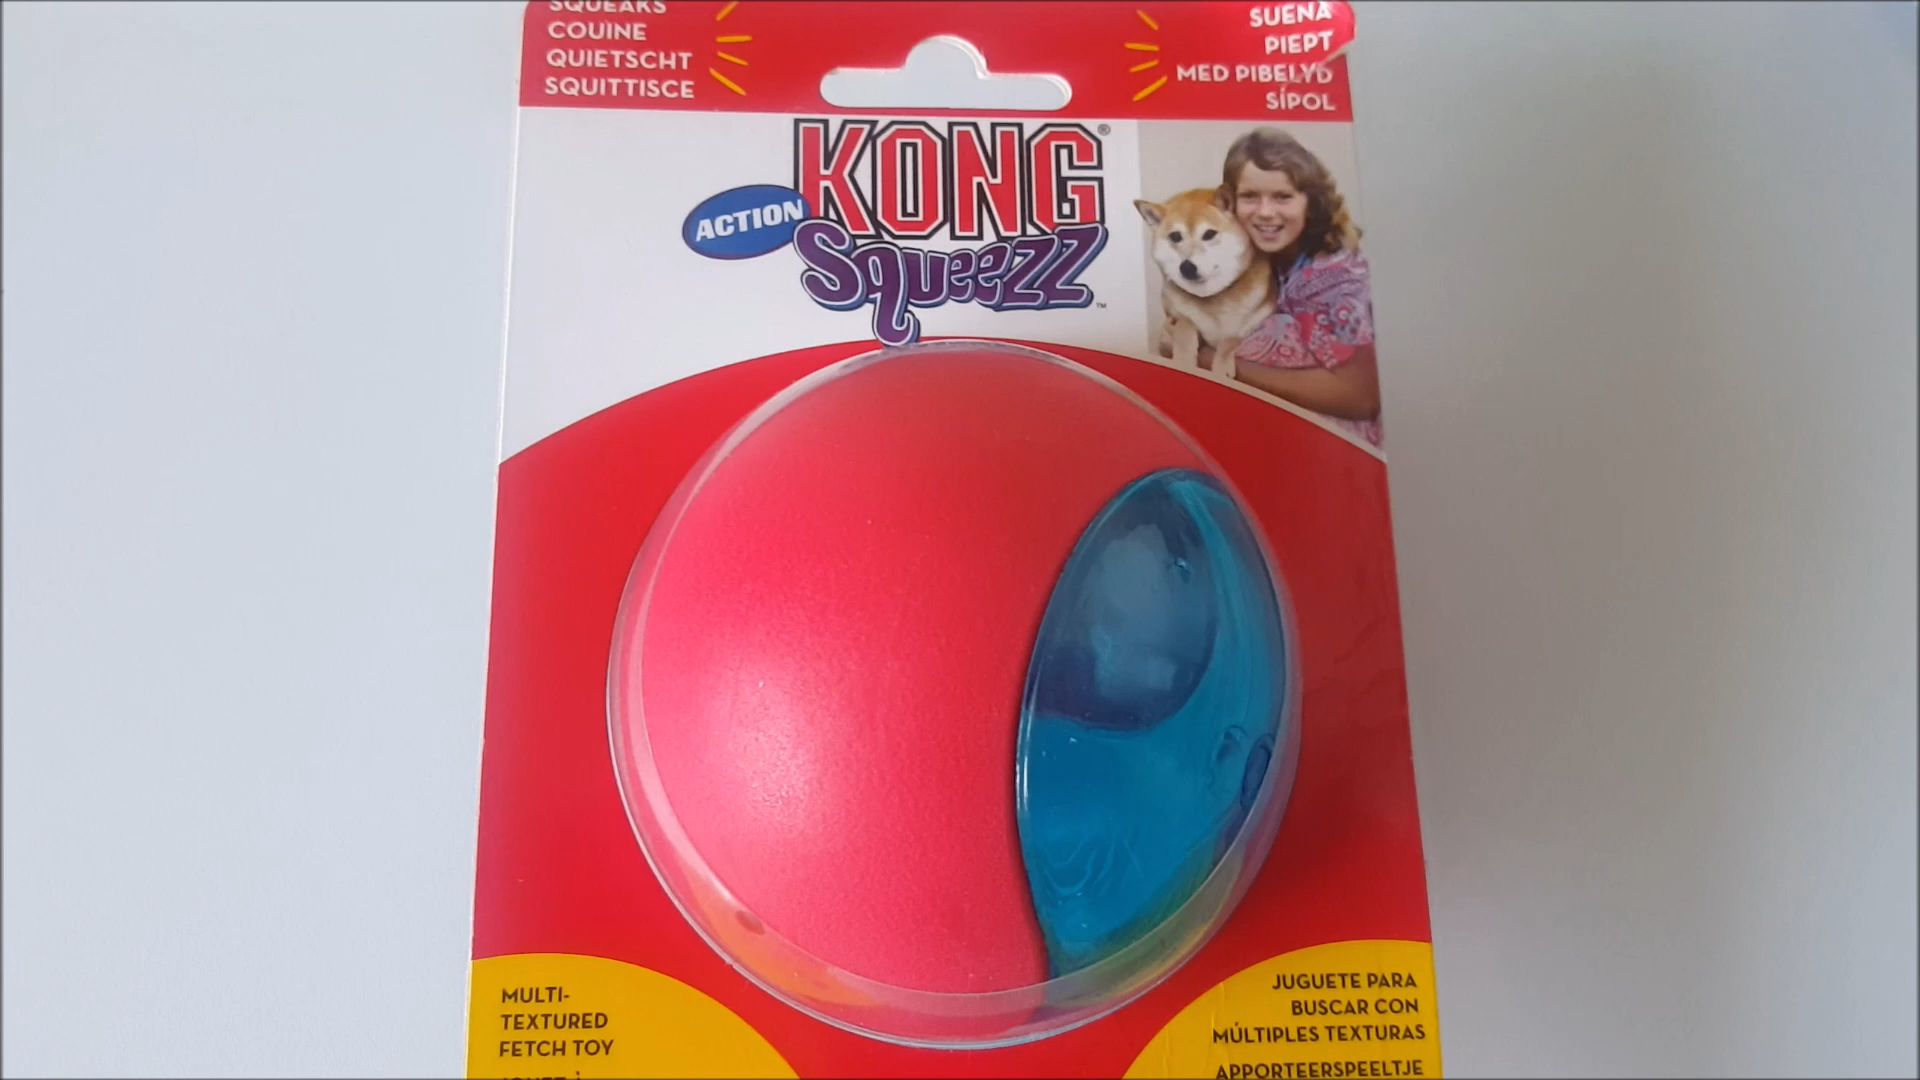 SQUEAKS
COUINE
QUIETSCHT
SQUITTISCE
SUENA
PIEPT
MED PIBELYD
SÍPOL
KONG®
ACTION
Squeezz™
MULTI-
TEXTURED
FETCH TOY
JUGUETE PARA
BUSCAR CON
MÚLTIPLES TEXTURAS
APPORTEERSPEELTJE